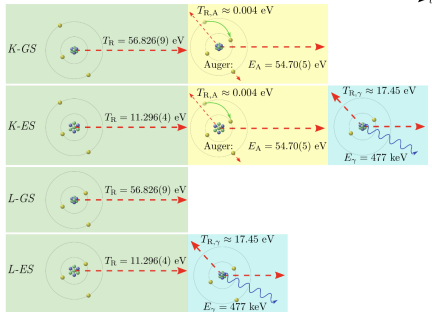 K-GS
T_R = 56.826(9) eV
T_R,A ≈ 0.004 eV
Auger: E_A = 54.70(5) eV
K-ES
T_R = 11.296(4) eV
T_R,A ≈ 0.004 eV
Auger: E_A = 54.70(5) eV
T_R,γ ≈ 17.45 eV
E_γ = 477 keV
L-GS
T_R = 56.826(9) eV
L-ES
T_R = 11.296(4) eV
T_R,γ ≈ 17.45 eV
E_γ = 477 keV